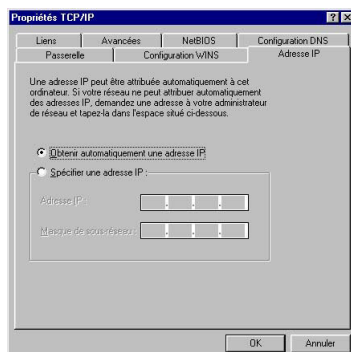 Propriétés TCP/IP
Liens Avancées NetBIOS Configuration DNS
Passerelle Configuration WINS Adresse IP
Une adresse IP peut être attribuée automatiquement à cet
ordinateur. Si votre réseau ne peut attribuer automatiquement
des adresses IP, demandez une adresse à votre administrateur
de réseau et tapez-la dans l'espace situé ci-dessous.
Obtenir automatiquement une adresse IP
Spécifier une adresse IP :
Adresse IP :
Masque de sous-réseau :
OK Annuler